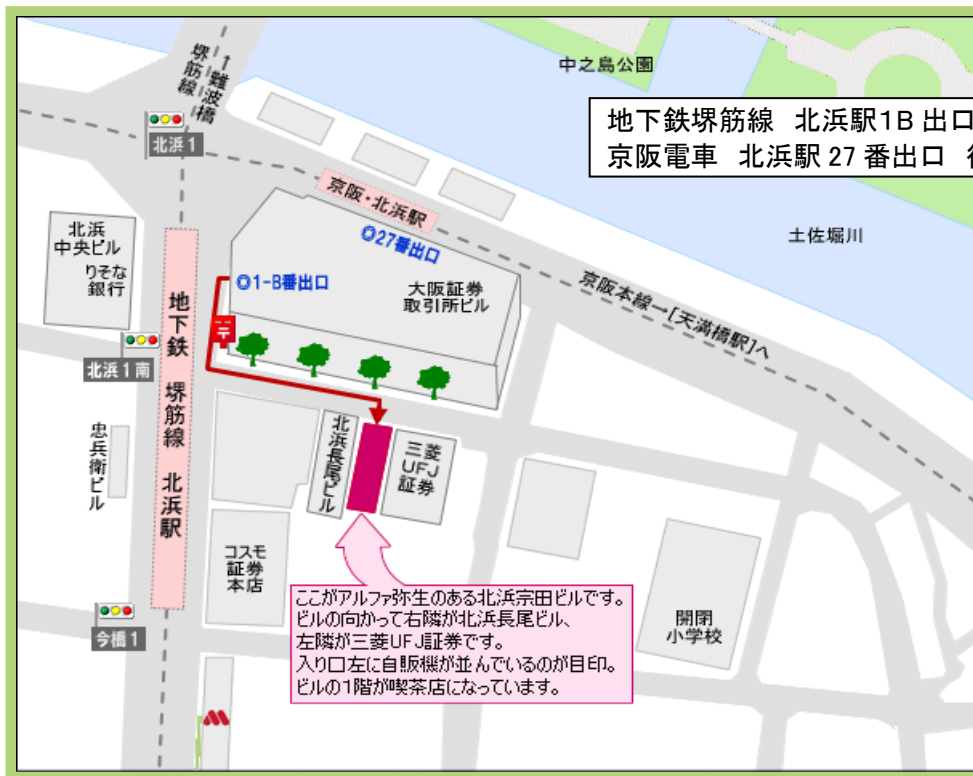 中之島公園
地下鉄堺筋線 北浜駅1B出口
京阪電車 北浜駅27番出口
↑難波橋
堺筋線
北浜1
京阪・北浜駅
土佐堀川
北浜
中央ビル
りそな
銀行
◎27番出口
◎1-B番出口
大阪証券
取引所ビル
京阪本線→[天満橋駅]へ
地下鉄 堺筋線 北浜駅
北浜1南
忠兵衛ビル
北浜長尾ビル
三菱
UFJ
証券
コスモ
証券
本店
ここがアルファ弥生のある北浜宗田ビルです。
ビルの向かって右隣が北浜長尾ビル、
左隣が三菱UFJ証券です。
入り口左に自販機が並んでいるのが目印。
ビルの1階が喫茶店になっています。
開閉
小学校
今橋1